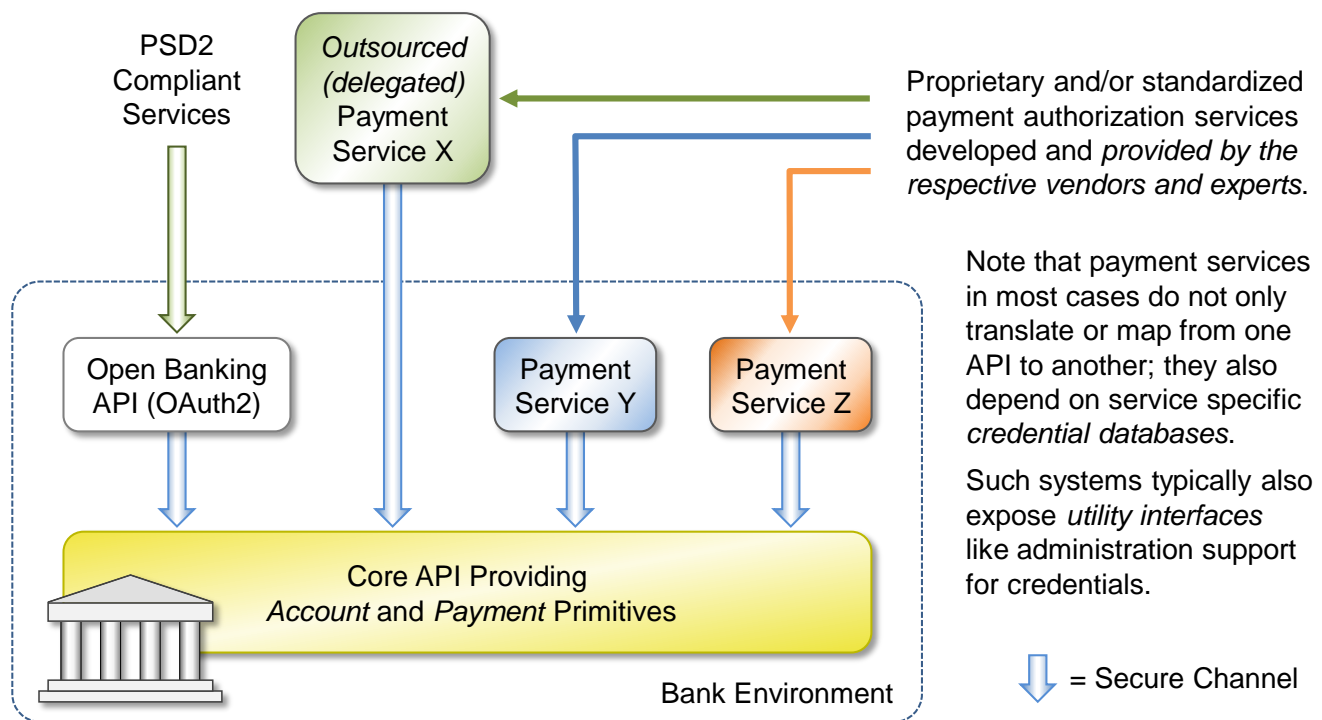 PSD2
Compliant
Services
Outsourced
(delegated)
Payment
Service X
Proprietary and/or standardized
payment authorization services
developed and provided by the
respective vendors and experts.
Note that payment services
in most cases do not only
translate or map from one
API to another; they also
depend on service specific
credential databases.
Such systems typically also
expose utility interfaces
like administration support
for credentials.
Open Banking
API (OAuth2)
Payment
Service Y
Payment
Service Z
Core API Providing
Account and Payment Primitives
Bank Environment
= Secure Channel